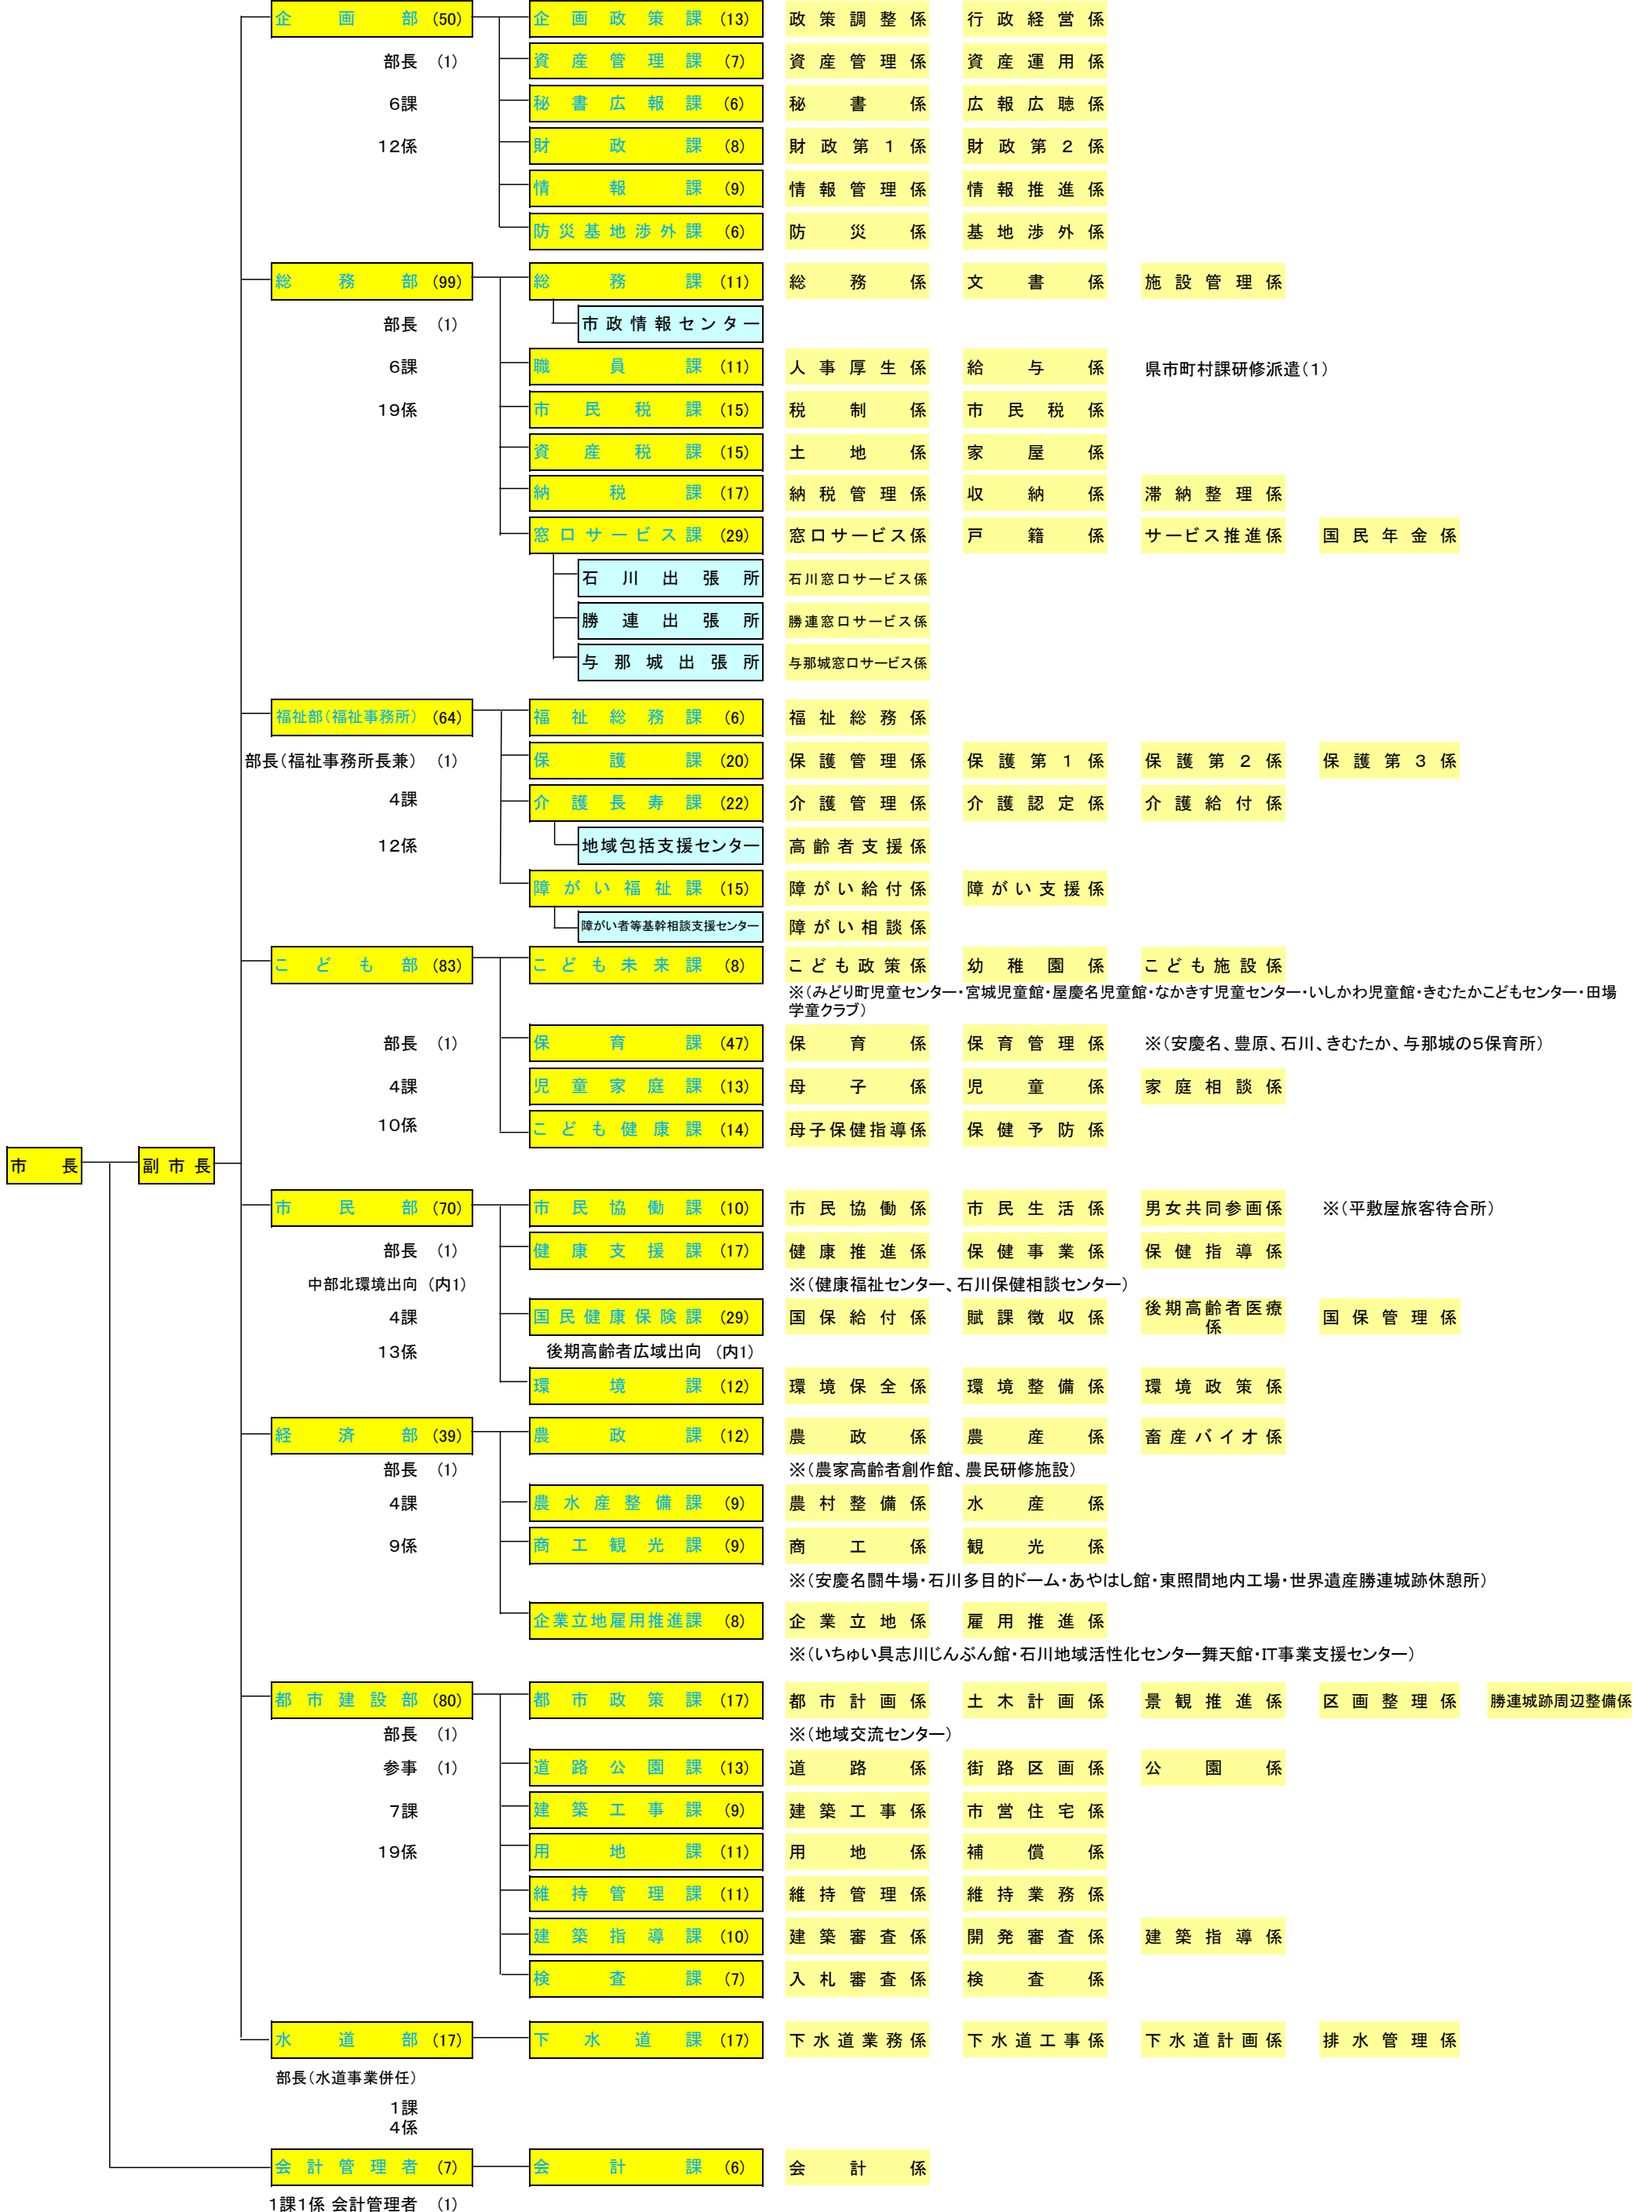 企画部 (50) 企画政策課 (13) 政策調整係 行政経営係
部長 (1) 資産管理課 (7) 資産管理係 資産運用係
6課 秘書広報課 (6) 秘書係 広報広聴係
12係 財政課 (8) 財政第1係 財政第2係
情報課 (9) 情報管理係 情報推進係
防災基地渉外課 (6) 防災係 基地渉外係
総務部 (99) 総務課 (11) 総務係 文書係 施設管理係
部長 (1) 市政情報センター
6課 職員課 (11) 人事厚生係 給与係 県市町村課研修派遣(1)
19係 市民税課 (15) 税制係 市民税係
資産税課 (15) 土地係 家屋係
納税課 (17) 納税管理係 収納係 滞納整理係
窓口サービス課 (29) 窓口サービス係 戸籍係 サービス推進係 国民年金係
石川出張所 石川窓口サービス係
勝連出張所 勝連窓口サービス係
与那城出張所 与那城窓口サービス係
福祉部(福祉事務所) (64) 福祉総務課 (6) 福祉総務係
部長(福祉事務所長兼) (1) 保護課 (20) 保護管理係 保護第1係 保護第2係 保護第3係
4課 介護長寿課 (22) 介護管理係 介護認定係 介護給付係
12係 地域包括支援センター 高齢者支援係
障がい福祉課 (15) 障がい給付係 障がい支援係
障がい者等基幹相談支援センター 障がい相談係
こども部 (83) こども未来課 (8) こども政策係 幼稚園係 こども施設係
※(みどり町児童センター・宮城児童館・屋慶名児童館・なかきす児童センター・いしかわ児童館・きむたかこどもセンター・田場
学童クラブ)
部長 (1) 保育課 (47) 保育係 保育管理係 ※(安慶名、豊原、石川、きむたか、与那城の5保育所)
4課 児童家庭課 (13) 母子係 児童係 家庭相談係
10係 こども健康課 (14) 母子保健指導係 保健予防係
市長 副市長
市民部 (70) 市民協働課 (10) 市民協働係 市民生活係 男女共同参画係 ※(平敷屋旅客待合所)
部長 (1) 健康支援課 (17) 健康推進係 保健事業係 保健指導係
中部北環境出向 (内1) ※(健康福祉センター、石川保健相談センター)
4課 国民健康保険課 (29) 国保給付係 賦課徴収係 後期高齢者医療係 国保管理係
13係 後期高齢者広域出向 (内1)
環境課 (12) 環境保全係 環境整備係 環境政策係
経済部 (39) 農政課 (12) 農政係 農産係 畜産バイオ係
部長 (1) ※(農家高齢者創作館、農民研修施設)
4課 農水産整備課 (9) 農村整備係 水産係
9係 商工観光課 (9) 商工係 観光係
※(安慶名闘牛場・石川多目的ドーム・あやはし館・東照間地内工場・世界遺産勝連城跡休憩所)
企業立地雇用推進課 (8) 企業立地係 雇用推進係
※(いちゅい具志川じんぶん館・石川地域活性化センター舞天館・IT事業支援センター)
都市建設部 (80) 都市政策課 (17) 都市計画係 土木計画係 景観推進係 区画整理係 勝連城跡周辺整備係
部長 (1) ※(地域交流センター)
参事 (1) 道路公園課 (13) 道路係 街路区画係 公園係
7課 建築工事課 (9) 建築工事係 市営住宅係
19係 用地課 (11) 用地係 補償係
維持管理課 (11) 維持管理係 維持業務係
建築指導課 (10) 建築審査係 開発審査係 建築指導係
検査課 (7) 入札審査係 検査係
水道部 (17) 下水道課 (17) 下水道業務係 下水道工事係 下水道計画係 排水管理係
部長(水道事業併任)
1課
4係
会計管理者 (7) 会計課 (6) 会計係
1課1係 会計管理者 (1)